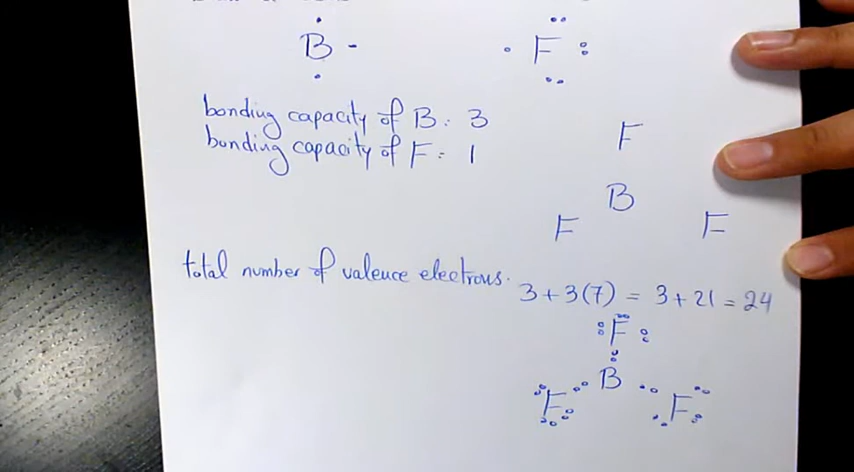 B F
bonding capacity of B: 3
bonding capacity of F: 1
F
B
F F
total number of valence electrons.
3 + 3(7) = 3 + 21 = 24
F
B
F F